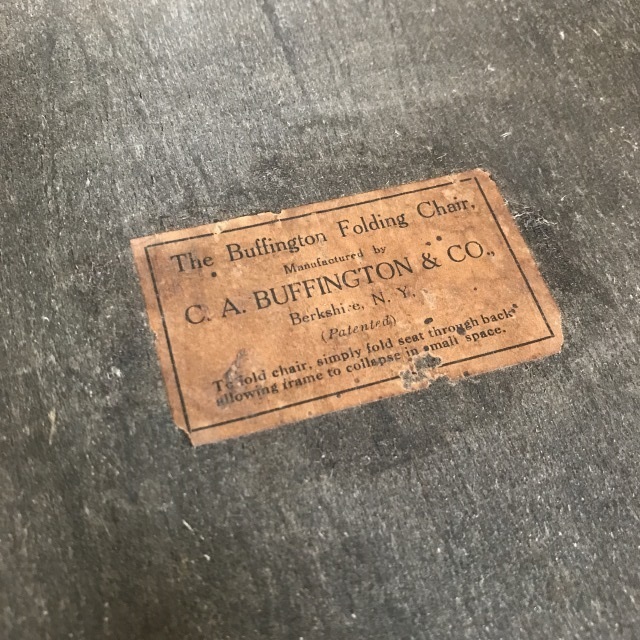 The Buffington Folding Chair,
Manufactured by
C. A. BUFFINGTON & CO.,
Berkshire, N. Y.
(Patented)
To fold chair, simply fold seat through back
allowing frame to collapse in a small space.